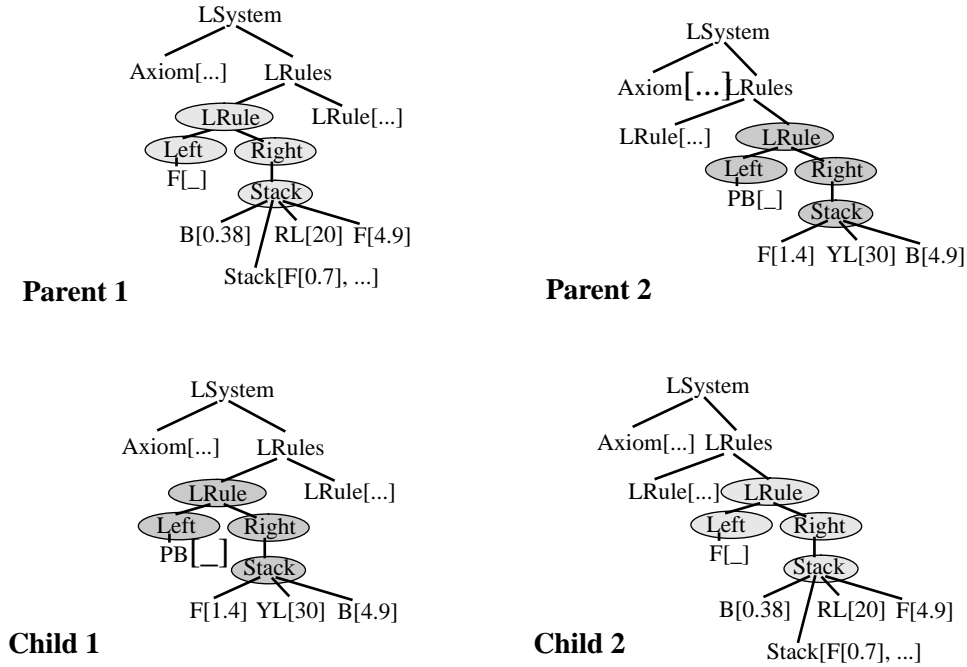 LSystem
Axiom[...] LRules
LRule LRule[...]
Left Right
F[_]
Stack
B[0.38] RL[20] F[4.9]
Stack[F[0.7], ...]
Parent 1
LSystem
Axiom[...] LRules
LRule[...] LRule
Left Right
PB[_]
Stack
F[1.4] YL[30] B[4.9]
Parent 2
LSystem
Axiom[...] LRules
LRule LRule[...]
Left Right
PB[_]
Stack
F[1.4] YL[30] B[4.9]
Child 1
LSystem
Axiom[...] LRules
LRule[...] LRule
Left Right
F[_]
Stack
B[0.38] RL[20] F[4.9]
Stack[F[0.7], ...]
Child 2